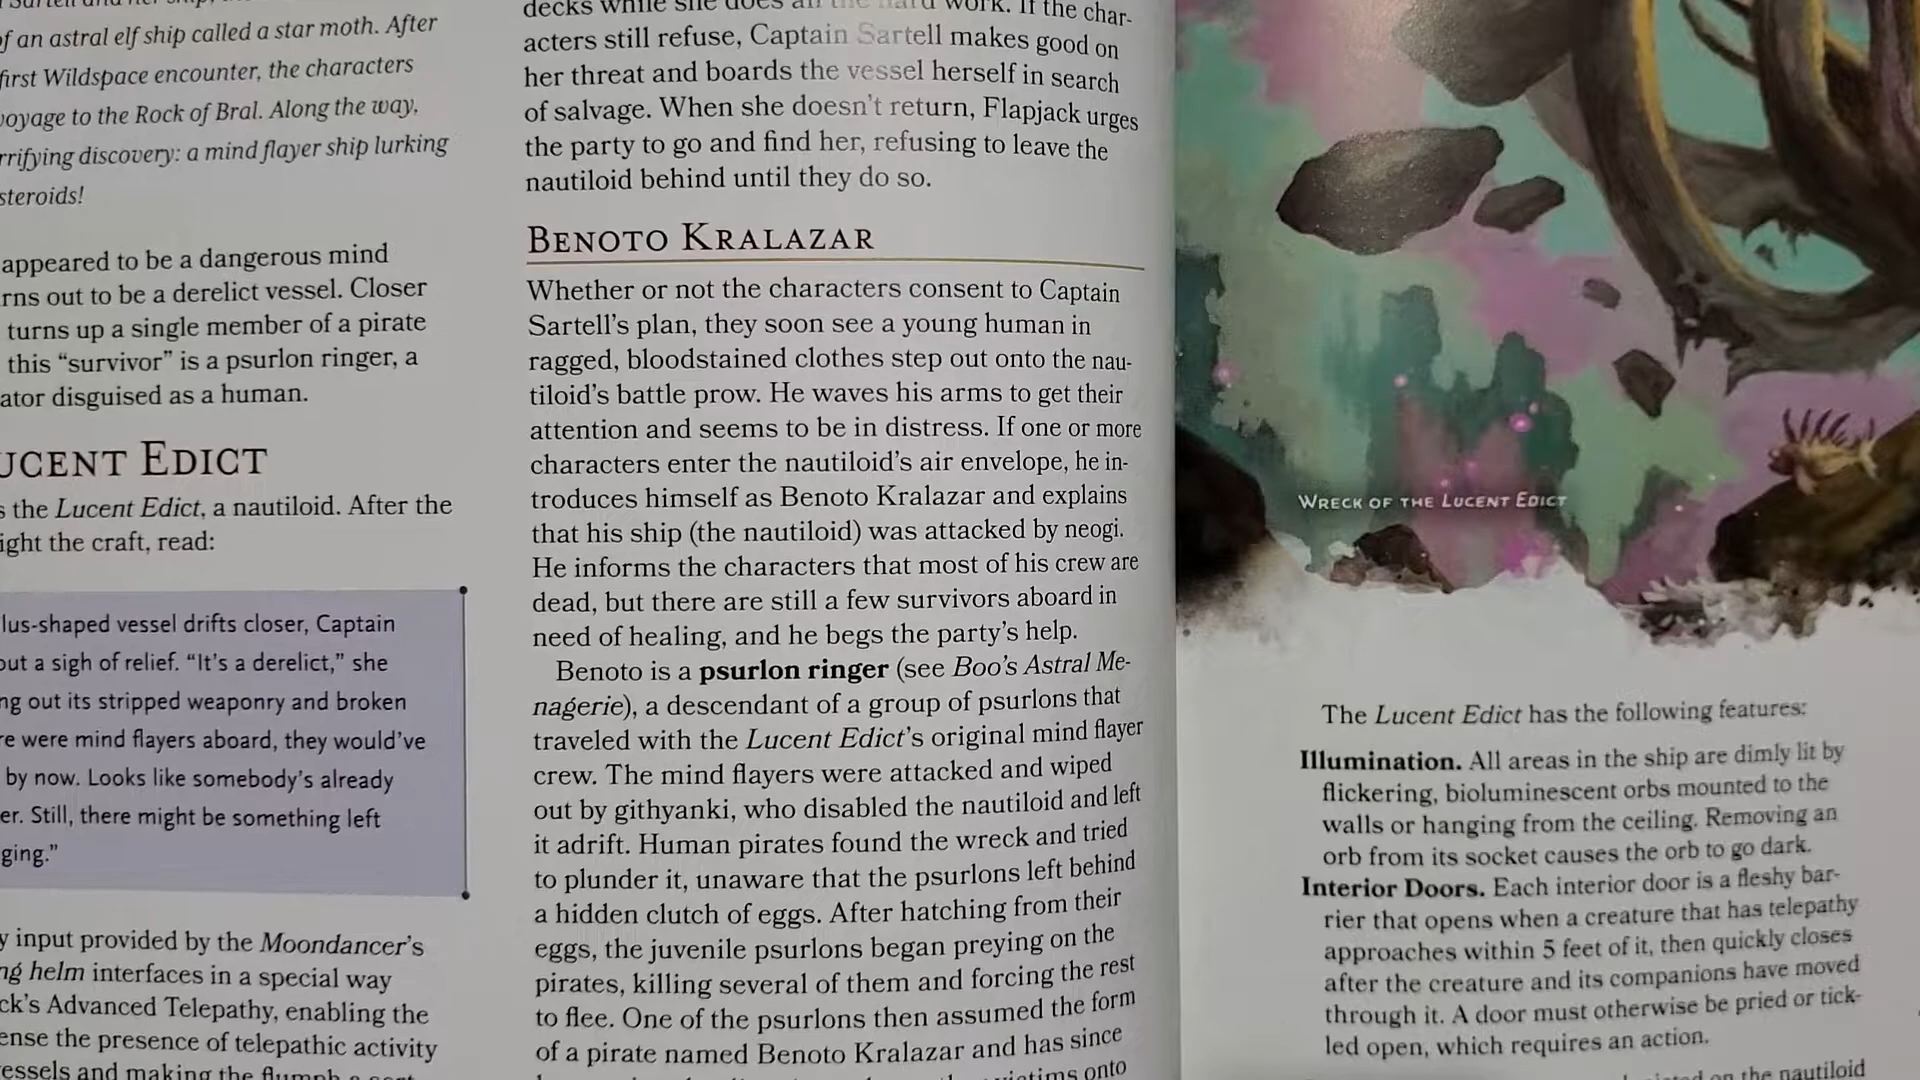 of an astral elf ship called a star moth. After
first Wildspace encounter, the characters
voyage to the Rock of Bral. Along the way,
discovery: a mind flayer ship lurking
appeared to be a dangerous mind
out to be a derelict vessel. Closer
turns up a single member of a pirate
this “survivor” is a psurlon ringer, a
disguised as a human.
Edict
the Lucent Edict, a nautiloid. After the
the craft, read:
vessel drifts closer, Captain
a sigh of relief. “It’s a derelict,” she
out its stripped weaponry and broken
were mind flayers aboard, they would’ve
by now. Looks like somebody’s already
Still, there might be something left
input provided by the Moondancer’s
helm interfaces in a special way
Advanced Telepathy, enabling the
the presence of telepathic activity
and making the flumph a
decks while she does all the hard work. If the char-
acters still refuse, Captain Sartell makes good on
her threat and boards the vessel herself in search
of salvage. When she doesn’t return, Flapjack urges
the party to go and find her, refusing to leave the
nautiloid behind until they do so.
Benoto Kralazar
Whether or not the characters consent to Captain
Sartell’s plan, they soon see a young human in
ragged, bloodstained clothes step out onto the nau-
tiloid’s battle prow. He waves his arms to get their
attention and seems to be in distress. If one or more
characters enter the nautiloid’s air envelope, he in-
troduces himself as Benoto Kralazar and explains
that his ship (the nautiloid) was attacked by neogi.
He informs the characters that most of his crew are
dead, but there are still a few survivors aboard in
need of healing, and he begs the party’s help.
Benoto is a psurlon ringer (see Boo’s Astral Me-
nagerie), a descendant of a group of psurlons that
traveled with the Lucent Edict’s original mind flayer
crew. The mind flayers were attacked and wiped
out by githyanki, who disabled the nautiloid and left
it adrift. Human pirates found the wreck and tried
to plunder it, unaware that the psurlons left behind
a hidden clutch of eggs. After hatching from their
eggs, the juvenile psurlons began preying on the
pirates, killing several of them and forcing the rest
to flee. One of the psurlons then assumed the form
of a pirate named Benoto Kralazar and has since
onto
Wreck of the Lucent Edict
The Lucent Edict has the following features:
Illumination. All areas in the ship are dimly lit by
flickering, bioluminescent orbs mounted to the
walls or hanging from the ceiling. Removing an
orb from its socket causes the orb to go dark.
Interior Doors. Each interior door is a fleshy bar-
rier that opens when a creature that has telepathy
approaches within 5 feet of it, then quickly closes
after the creature and its companions have moved
through it. A door must otherwise be pried or tick-
led open, which requires an action.
on the nautiloid